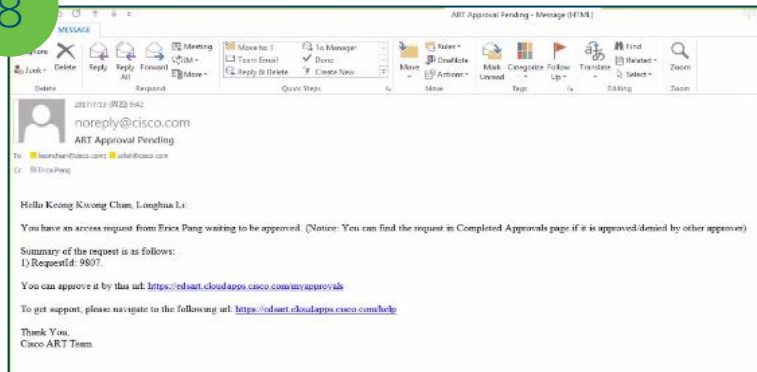 8
ART Approval Pending - Message (HTML)
MESSAGE
Junk Delete Reply Reply All Forward Meeting IM More
Move to: ? Team Email Reply & Delete To Manager Done Create New
Move Rules OneNote Actions Mark Unread Categorize Follow Up Translate Find Related Select Zoom
Delete Respond Quick Steps Move Tags Editing Zoom
noreply@cisco.com
ART Approval Pending
To
Cc Erica Pang
Hello Keong Kwong Chan, Longhua Li:
You have an access request from Erica Pang waiting to be approved. (Notice: You can find the request in Completed Approvals page if it is approved/denied by other approver)
Summary of the request is as follows:
1) RequestId: 9807.
You can approve it by this url: https://edsart.cloudapps.cisco.com/myapprovals
To get support, please navigate to the following url: https://edsart.cloudapps.cisco.com/help
Thank You,
Cisco ART Team